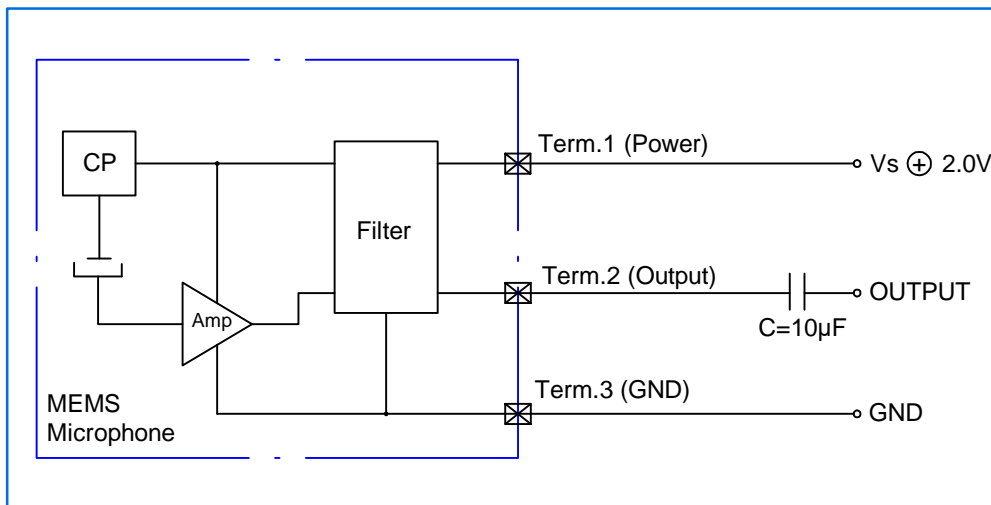 Term.1 (Power)
CP
Vs ⊕ 2.0V
Filter
Term.2 (Output)
OUTPUT
Amp
C=10µF
Term.3 (GND)
MEMS
Microphone
GND